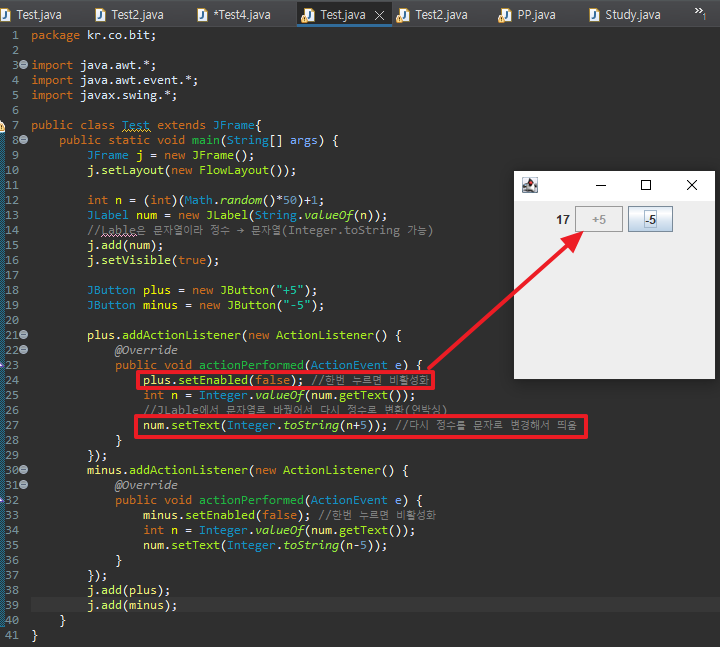 Test.java Test2.java *Test4.java Test.java Test2.java PP.java Study.java »1
1 package kr.co.bit;
2
3 import java.awt.*;
4 import java.awt.event.*;
5 import javax.swing.*;
6
7 public class Test extends JFrame{
8 public static void main(String[] args) {
9 JFrame j = new JFrame();
10 j.setLayout(new FlowLayout());
11
12 int n = (int)(Math.random()*50)+1;
13 JLabel num = new JLabel(String.valueOf(n));
14 //Lable은 문자열이라 정수 → 문자열(Integer.toString 가능)
15 j.add(num);
16 j.setVisible(true);
17
18 JButton plus = new JButton("+5");
19 JButton minus = new JButton("-5");
20
21 plus.addActionListener(new ActionListener() {
22 @Override
23 public void actionPerformed(ActionEvent e) {
24 plus.setEnabled(false); //한번 누르면 비활성화
25 int n = Integer.valueOf(num.getText());
26 //JLable에서 문자열로 바꿨어서 다시 정수로 변환(언박싱)
27 num.setText(Integer.toString(n+5)); //다시 정수를 문자로 변경해서 띄움
28 }
29 });
30 minus.addActionListener(new ActionListener() {
31 @Override
32 public void actionPerformed(ActionEvent e) {
33 minus.setEnabled(false); //한번 누르면 비활성화
34 int n = Integer.valueOf(num.getText());
35 num.setText(Integer.toString(n-5));
36 }
37 });
38 j.add(plus);
39 j.add(minus);
40 }
41 }
17 +5 -5